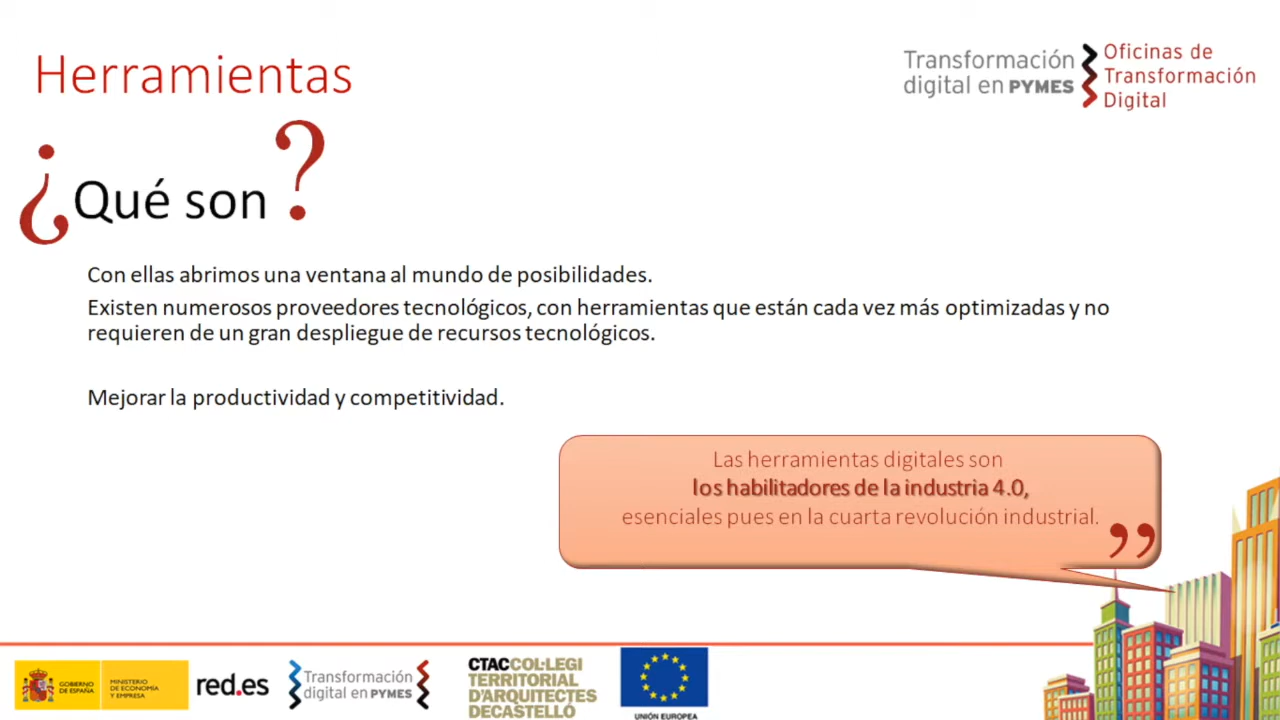 Herramientas
Transformación
digital en PYMES
Oficinas de
Transformación
Digital
¿Qué son?
Con ellas abrimos una ventana al mundo de posibilidades.
Existen numerosos proveedores tecnológicos, con herramientas que están cada vez más optimizadas y no
requieren de un gran despliegue de recursos tecnológicos.
Mejorar la productividad y competitividad.
Las herramientas digitales son
los habilitadores de la industria 4.0,
esenciales pues en la cuarta revolución industrial.
”
GOBIERNO
DE ESPAÑA
MINISTERIO
DE ECONOMÍA
Y EMPRESA
red.es
Transformación
digital en PYMES
CTAC COL·LEGI
TERRITORIAL
D'ARQUITECTES
DE CASTELLÓ
UNIÓN EUROPEA